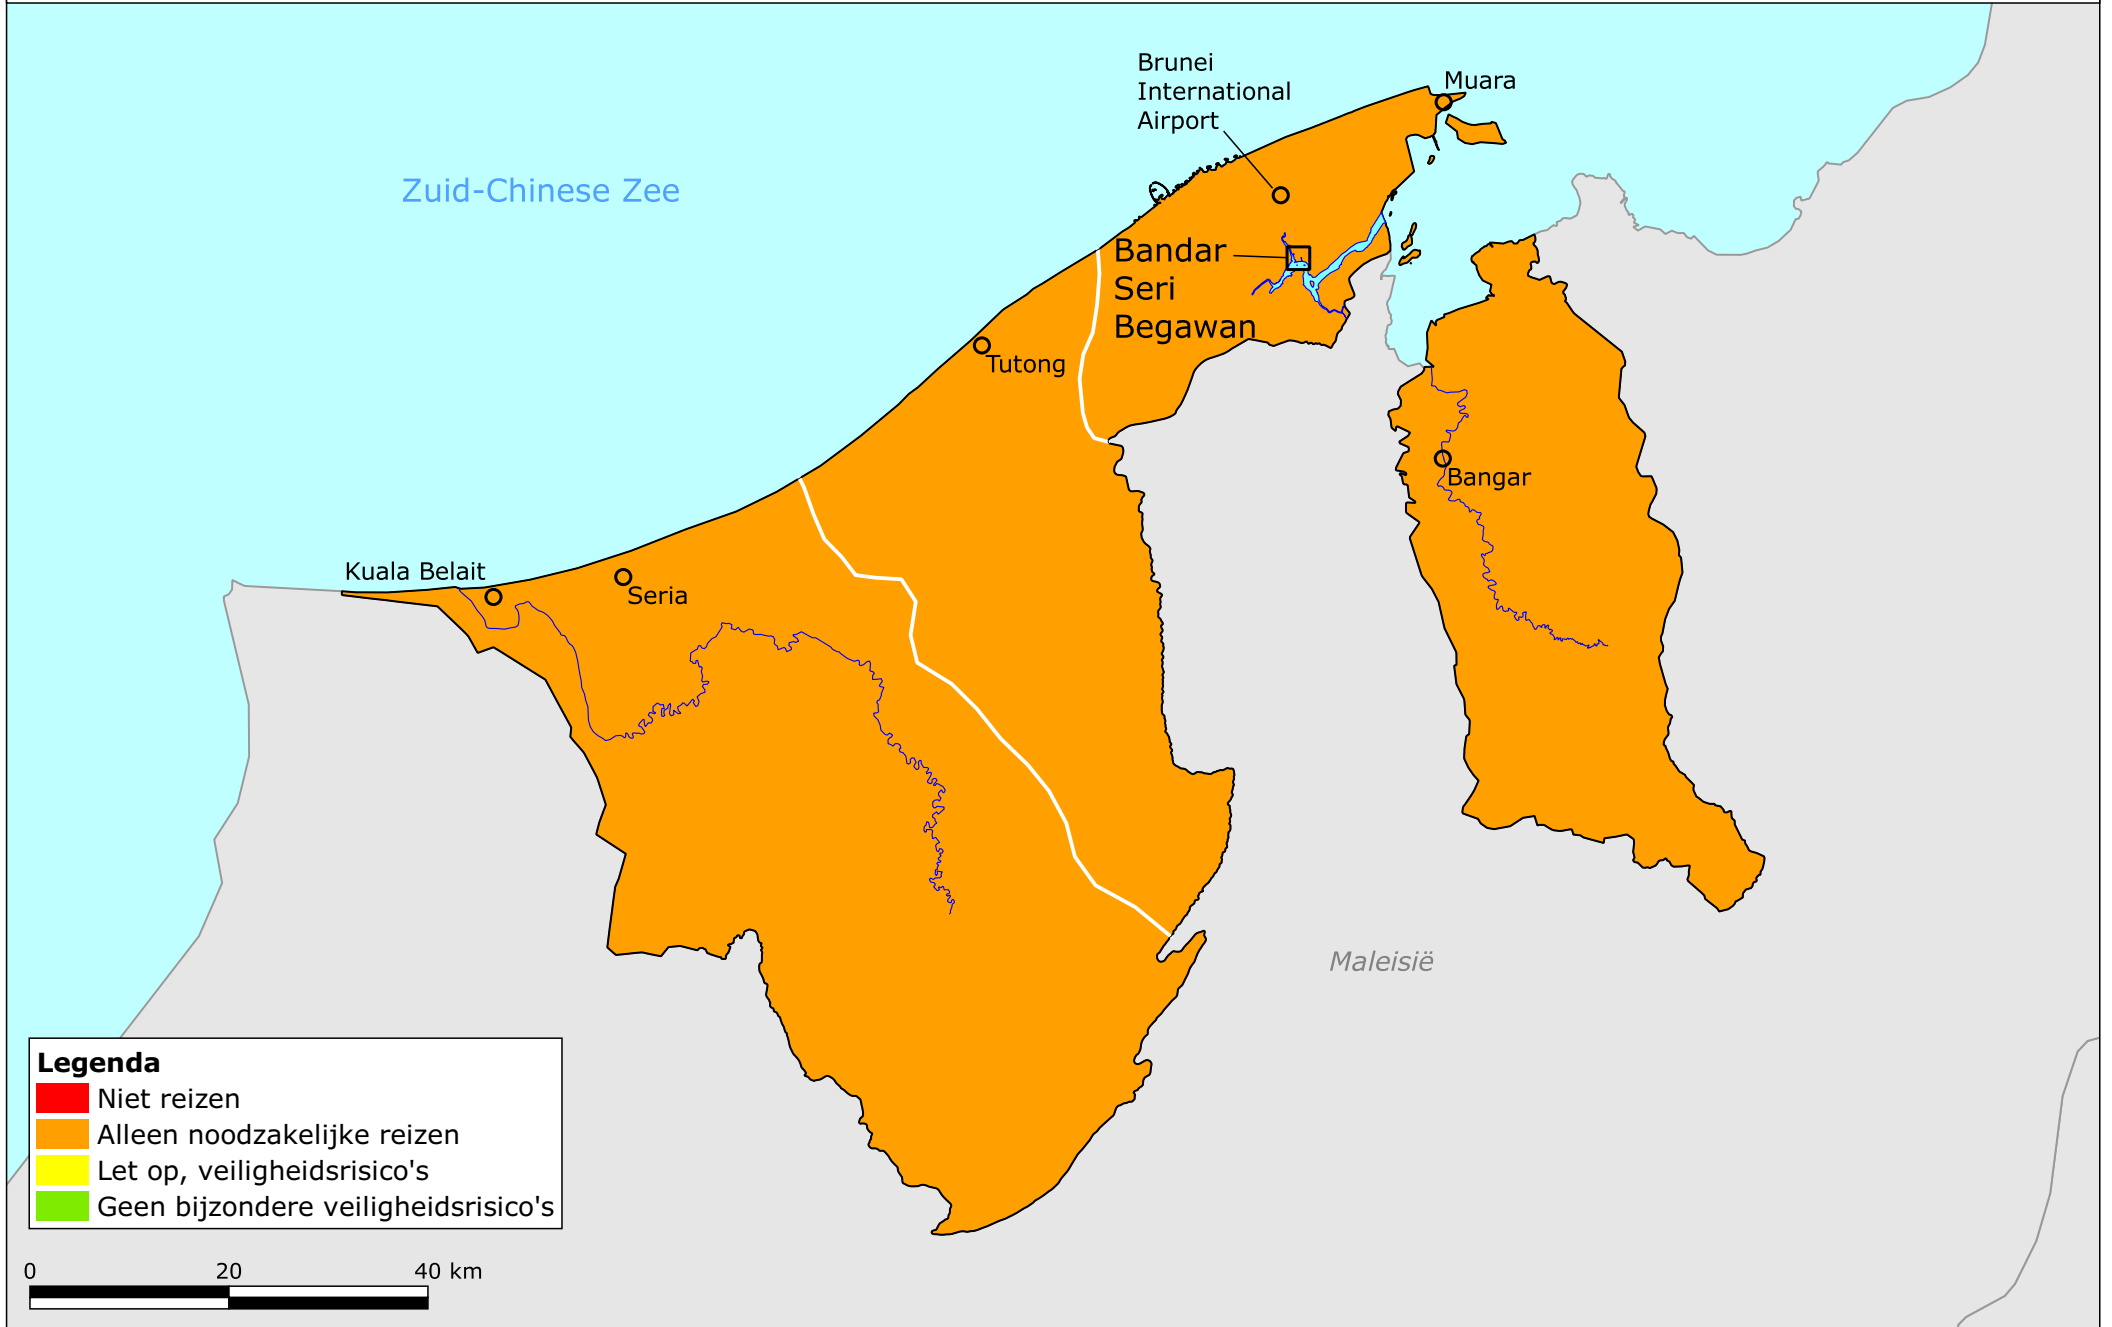 Brunei
International
Airport
Muara
Zuid-Chinese Zee
Bandar
Seri
Begawan
Tutong
Bangar
Kuala Belait
Seria
Maleisië
Legenda
Niet reizen
Alleen noodzakelijke reizen
Let op, veiligheidsrisico's
Geen bijzondere veiligheidsrisico's
0 20 40 km